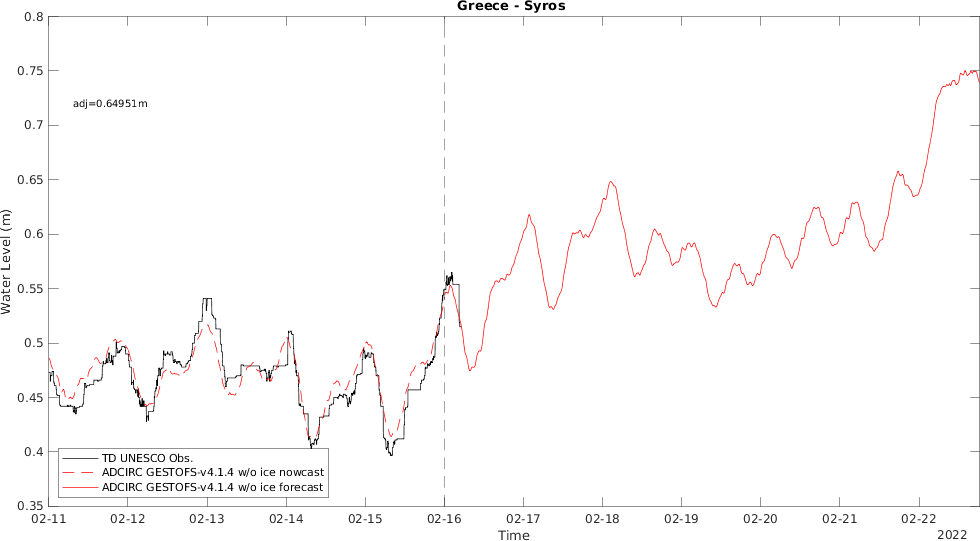 Greece - Syros
0.8
0.75
0.7
0.65
0.6
0.55
0.5
0.45
0.4
0.35
Water Level (m)
adj=0.64951m
TD UNESCO Obs.
ADCIRC GESTOFS-v4.1.4 w/o ice nowcast
ADCIRC GESTOFS-v4.1.4 w/o ice forecast
02-11 02-12 02-13 02-14 02-15 02-16 02-17 02-18 02-19 02-20 02-21 02-22
2022
Time